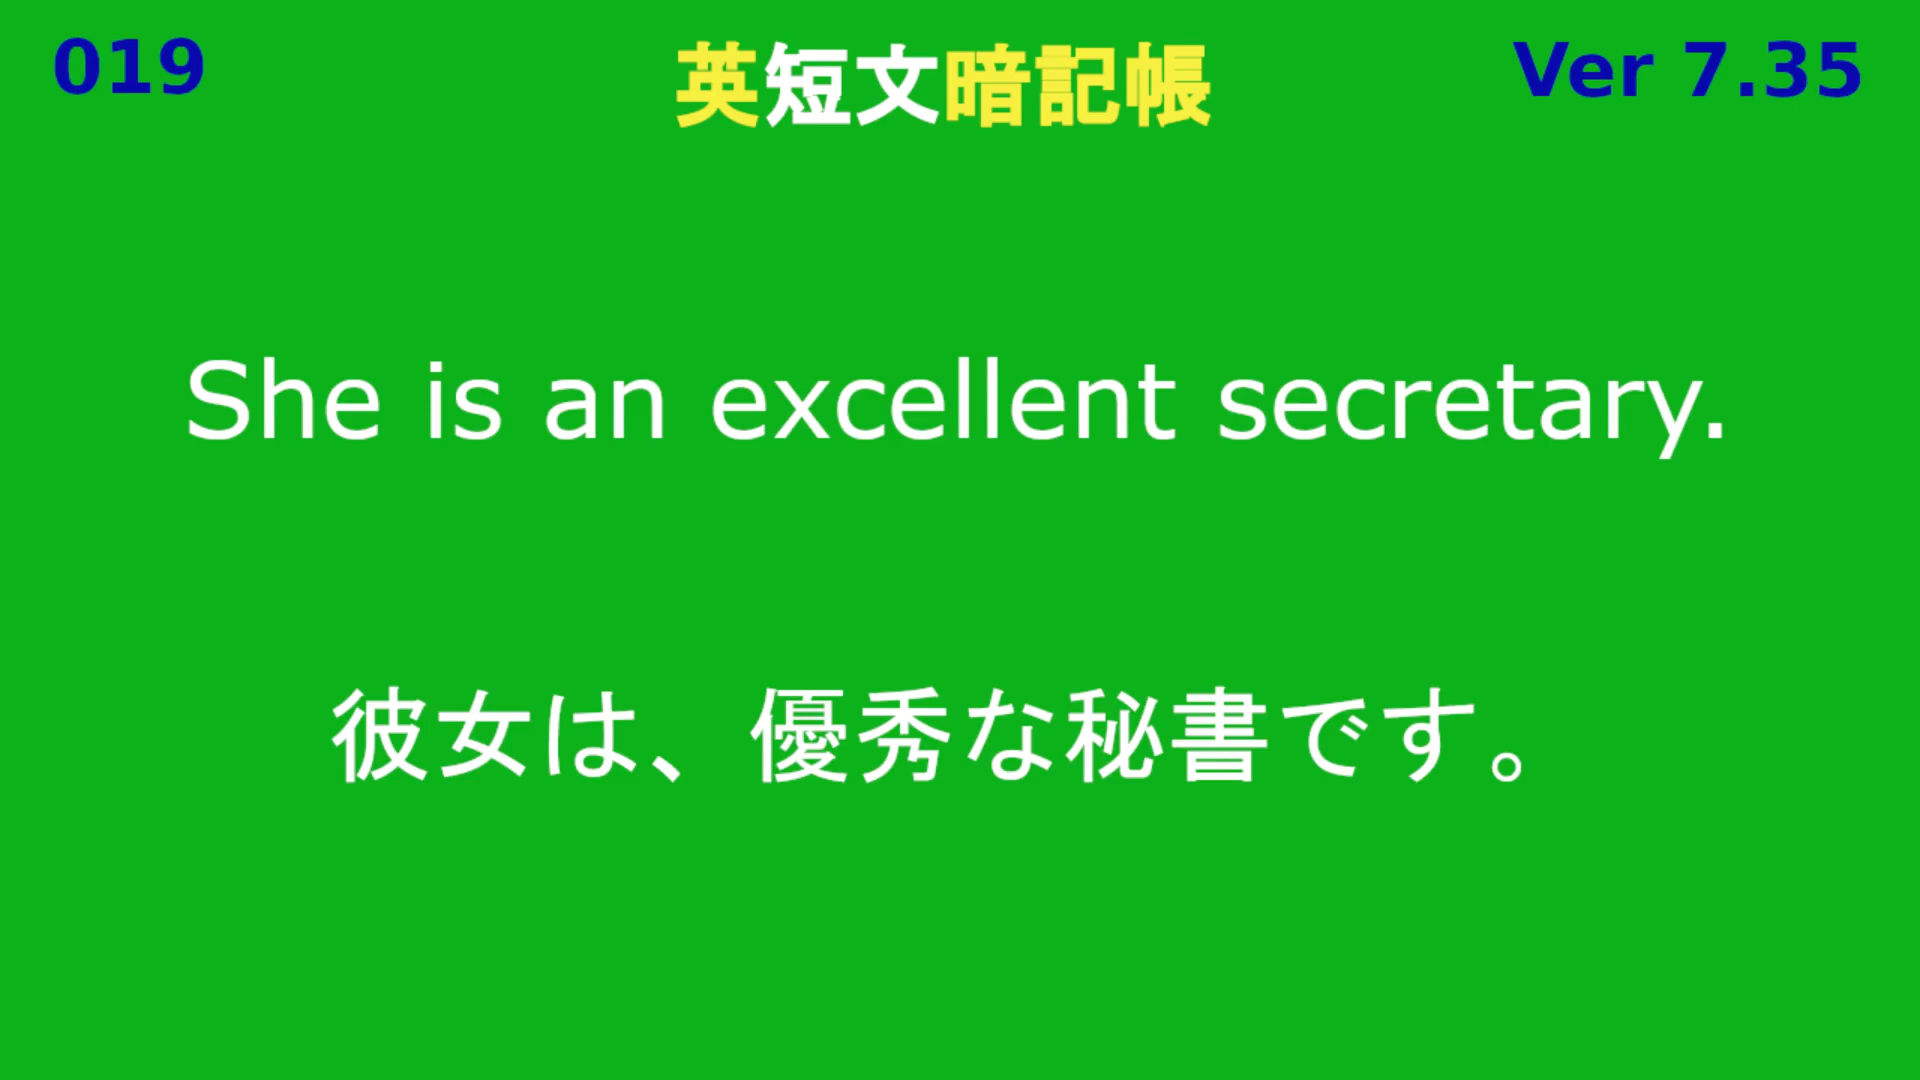 019
英短文暗記帳
Ver 7.35
She is an excellent secretary.
彼女は、優秀な秘書です。